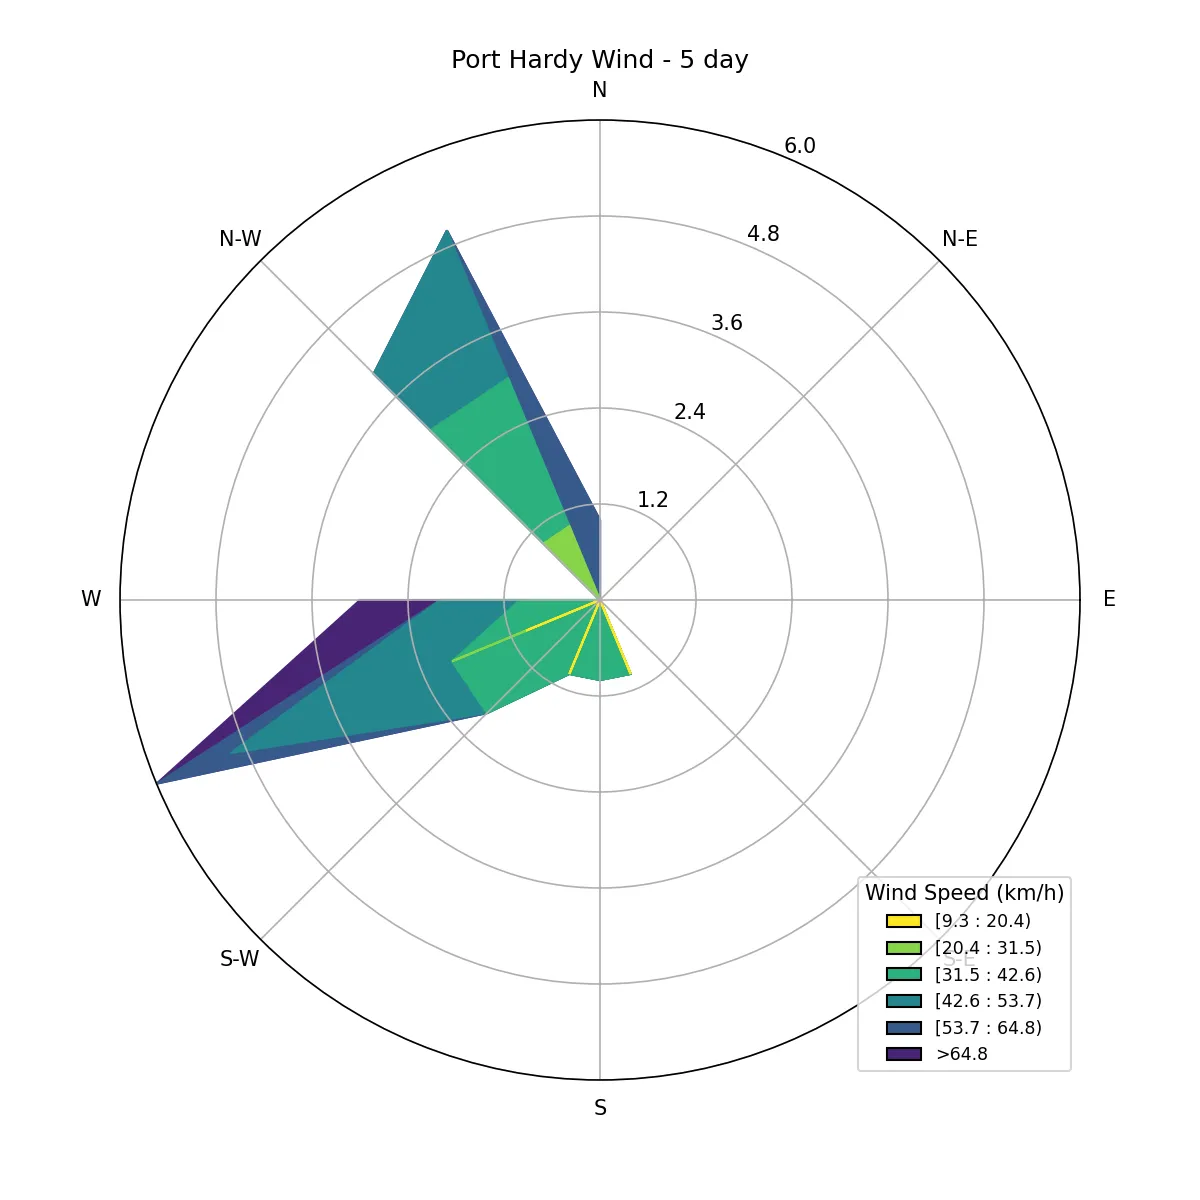 Port Hardy Wind - 5 day
N
6.0
N-W
N-E
4.8
3.6
2.4
1.2
W
E
S-W
S-E
S
Wind Speed (km/h)
[9.3 : 20.4)
[20.4 : 31.5)
[31.5 : 42.6)
[42.6 : 53.7)
[53.7 : 64.8)
>64.8